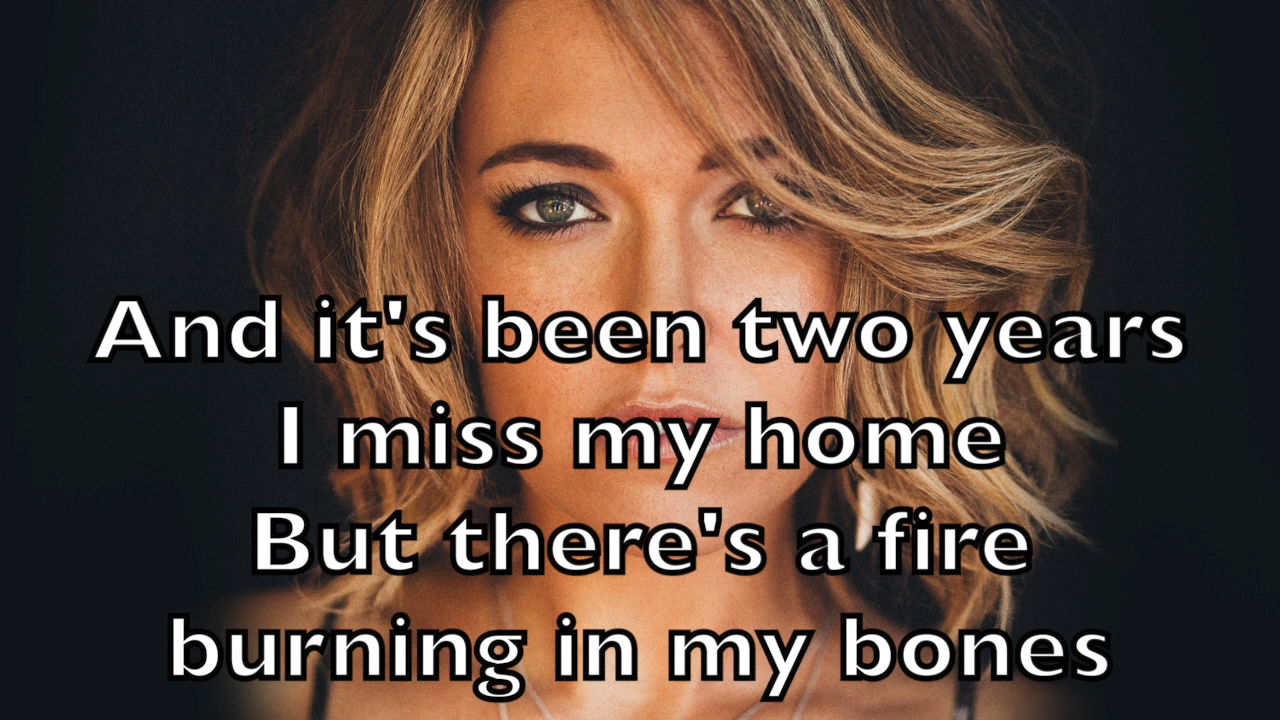 And it's been two years
I miss my home
But there's a fire
burning in my bones